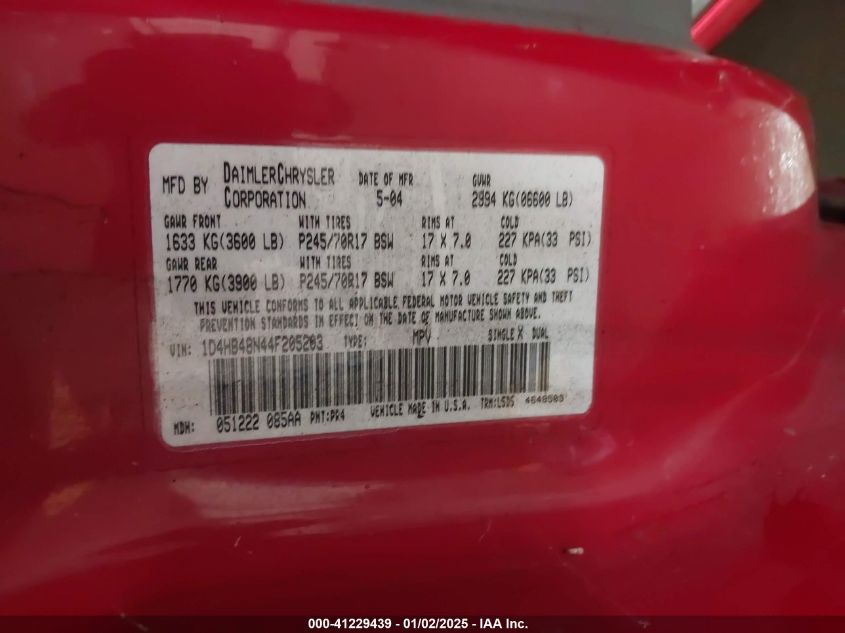 MFD BY DAIMLERCHRYSLER CORPORATION DATE OF MFR 5-04 GVWR 2994 KG(06600 LB)
GAWR FRONT WITH TIRES RIMS AT COLD
1633 KG(3600 LB) P245/70R17 BSW 17 X 7.0 227 KPA(33 PSI)
GAWR REAR WITH TIRES RIMS AT COLD
1770 KG(3900 LB) P245/70R17 BSW 17 X 7.0 227 KPA(33 PSI)
THIS VEHICLE CONFORMS TO ALL APPLICABLE FEDERAL MOTOR VEHICLE SAFETY AND THEFT
PREVENTION STANDARDS IN EFFECT ON THE DATE OF MANUFACTURE SHOWN ABOVE.
VIN: 1D4HB48N44F205203 TYPE: MPV SINGLE X DUAL
MDH: 051222 085AA PNT:PR4 VEHICLE MADE IN U.S.A. TRM:L5D5 4648503
2
000-41229439 - 01/02/2025 - IAA Inc.